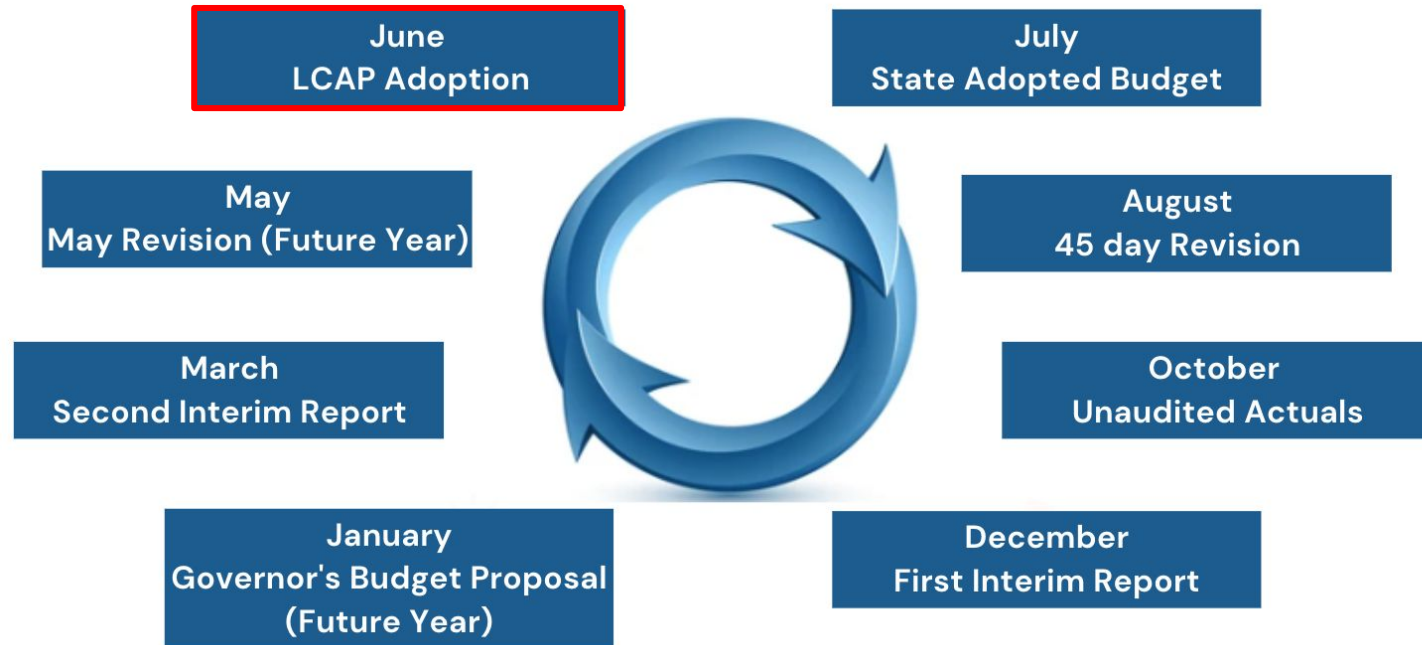 June
LCAP Adoption
July
State Adopted Budget
May
May Revision (Future Year)
August
45 day Revision
March
Second Interim Report
October
Unaudited Actuals
January
Governor's Budget Proposal
(Future Year)
December
First Interim Report